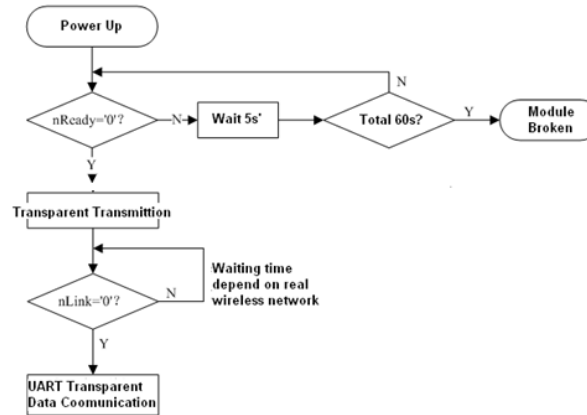 Power Up
N
nReady='0'?
N
Wait 5s'
Total 60s?
Y
Module
Broken
Y
Transparent Transmittion
Waiting time
depend on real
wireless network
nLink='0'?
N
Y
UART Transparent
Data Coomunication